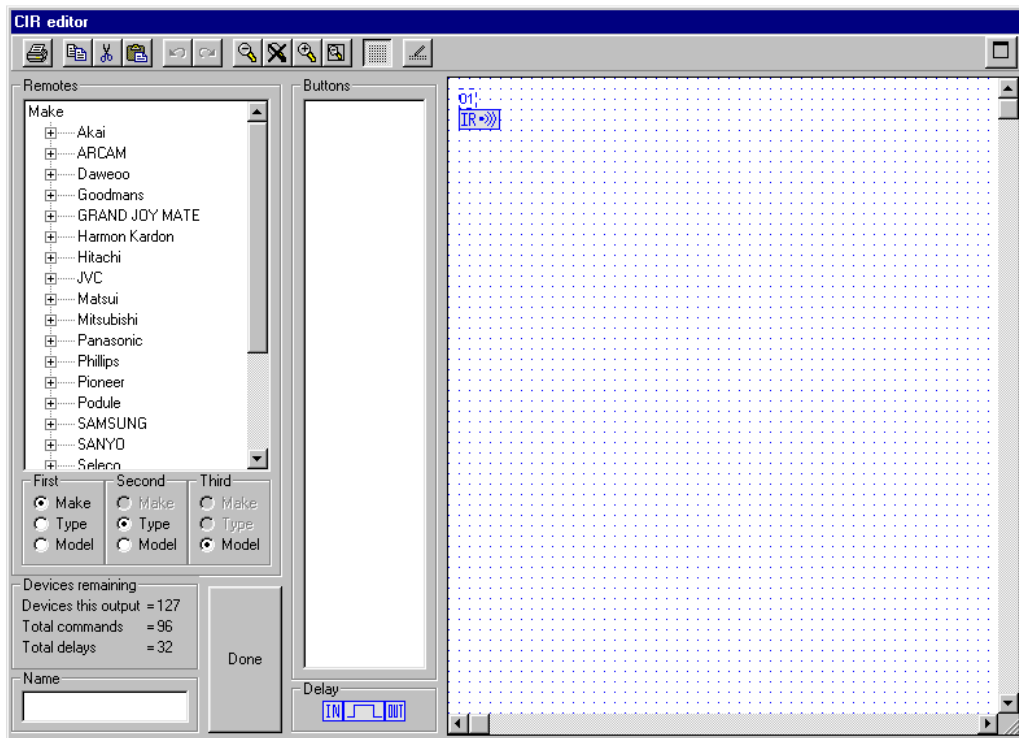 CIR editor
Remotes
Make
Akai
ARCAM
Daweoo
Goodmans
GRAND JOY MATE
Harmon Kardon
Hitachi
JVC
Matsui
Mitsubishi
Panasonic
Phillips
Pioneer
Podule
SAMSUNG
SANYO
Seleco
First
Second
Third
Make
Make
Make
Type
Type
Type
Model
Model
Model
Devices remaining
Devices this output = 127
Total commands = 96
Total delays = 32
Name
Done
Buttons
Delay
IN OUT
01
IR